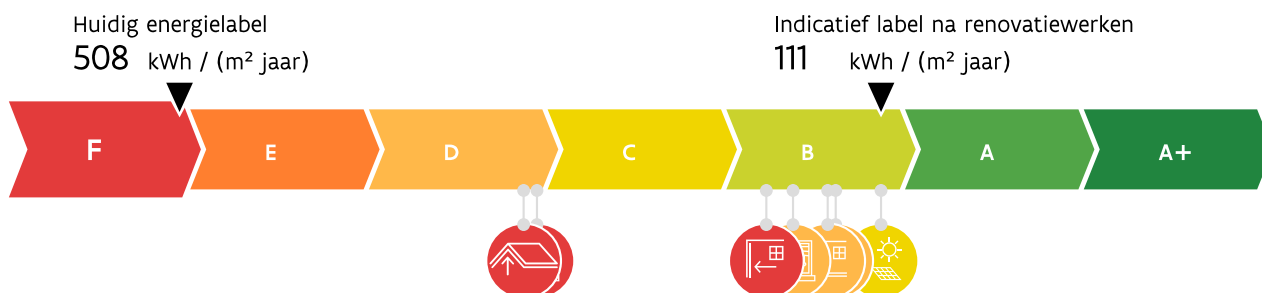 Huidig energielabel
508 kWh / (m² jaar)
Indicatief label na renovatiewerken
111 kWh / (m² jaar)
F E D C B A A+